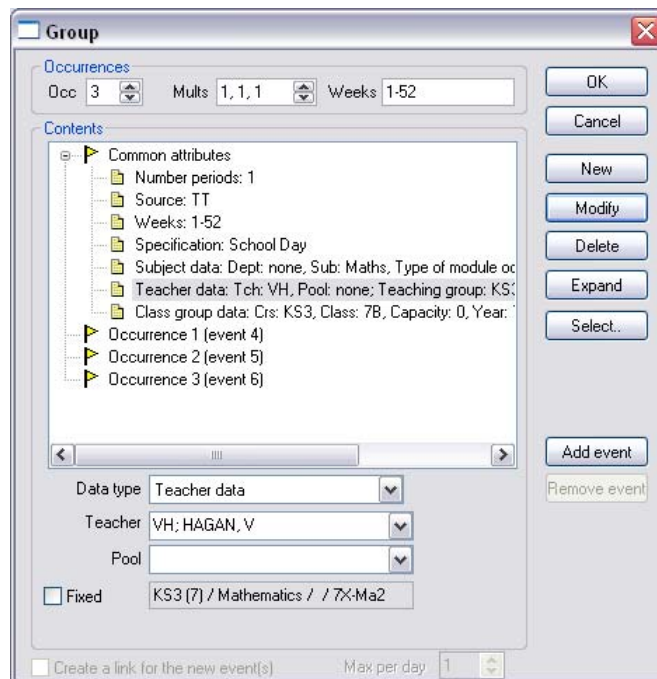 Group
Occurrences
Occ 3 Mults 1, 1, 1 Weeks 1-52
OK
Cancel
Contents
Common attributes
Number periods: 1
Source: TT
Weeks: 1-52
Specification: School Day
Subject data: Dept: none, Sub: Maths, Type of module oc
Teacher data: Tch: VH, Pool: none; Teaching group: KS3
Class group data: Crs: KS3, Class: 7B, Capacity: 0, Year:
Occurrence 1 (event 4)
Occurrence 2 (event 5)
Occurrence 3 (event 6)
New
Modify
Delete
Expand
Select..
Add event
Remove event
Data type Teacher data
Teacher VH; HAGAN, V
Pool
Fixed KS3 (7) / Mathematics / / 7X-Ma2
Create a link for the new event(s) Max per day 1